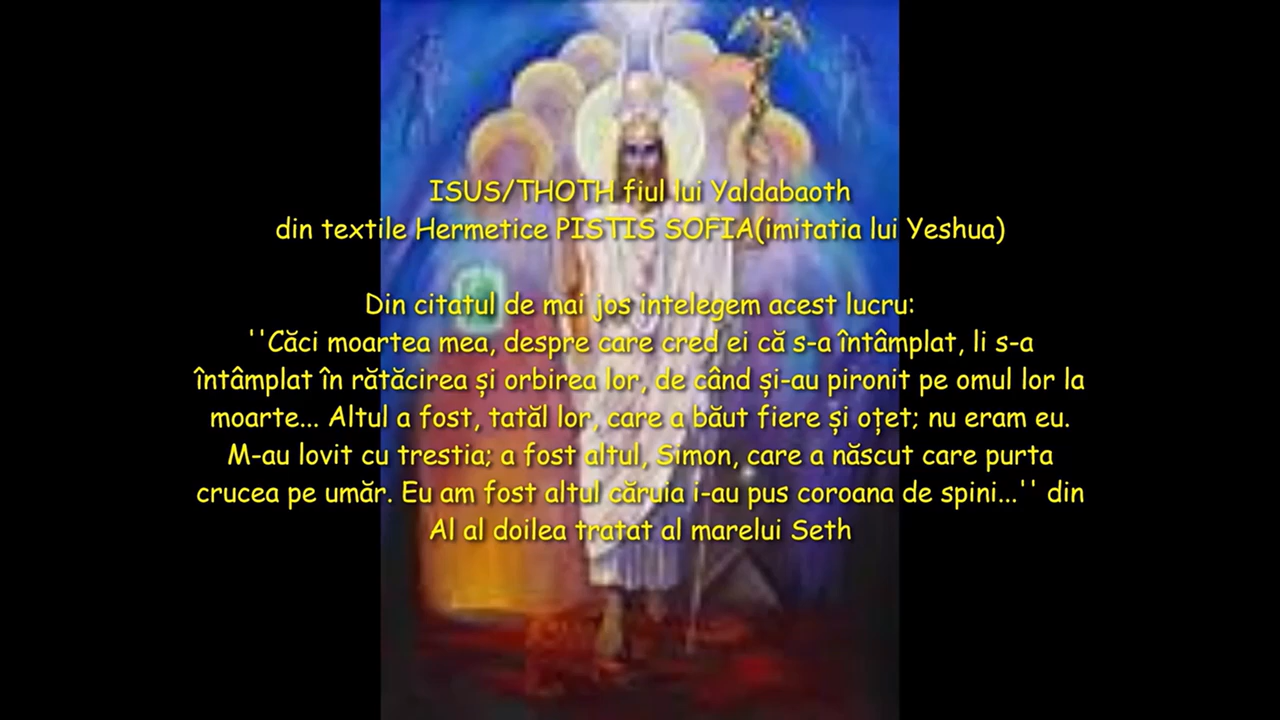 ISUS/THOTH fiul lui Yaldabaoth
din textile Hermetice PISTIS SOFIA(imitatia lui Yeshua)
Din citatul de mai jos intelegem acest lucru:
''Căci moartea mea, despre care cred ei că s-a întâmplat, li s-a
întâmplat în rătăcirea și orbirea lor, de când și-au pironit pe omul lor la
moarte... Altul a fost, tatăl lor, care a băut fiere și oțet; nu eram eu.
M-au lovit cu trestia; a fost altul, Simon, care a născut care purta
crucea pe umăr. Eu am fost altul căruia i-au pus coroana de spini...'' din
Al al doilea tratat al marelui Seth